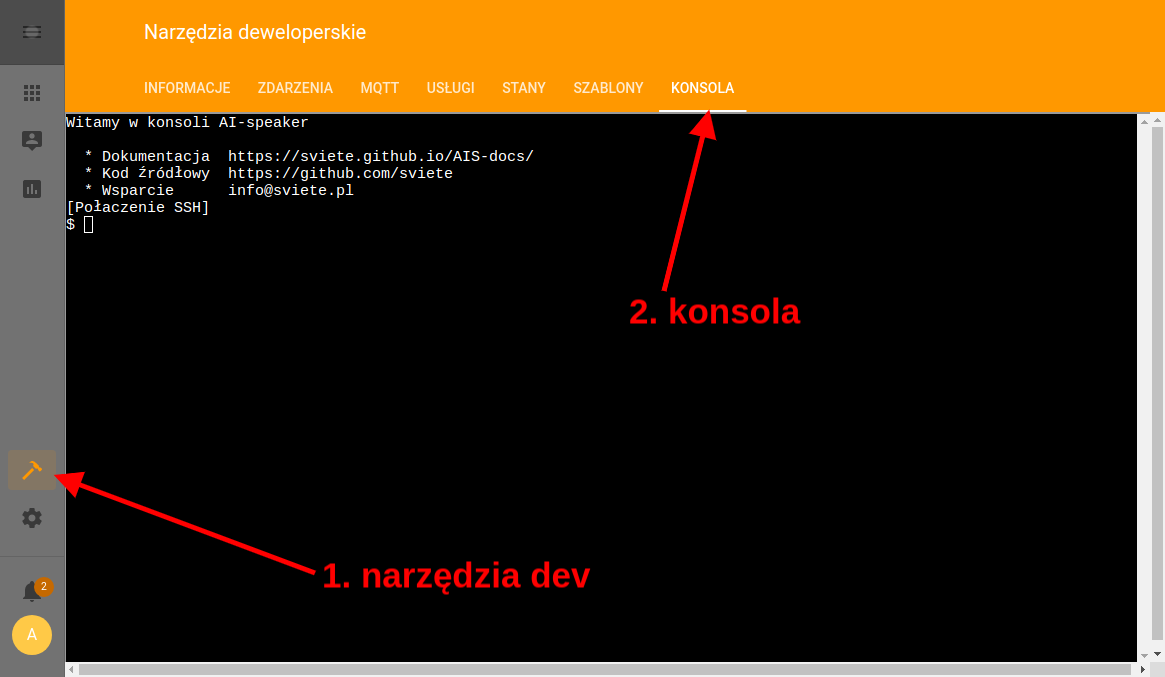 Narzędzia deweloperskie
INFORMACJE ZDARZENIA MQTT USŁUGI STANY SZABLONY KONSOLA
Witamy w konsoli AI-speaker
* Dokumentacja https://sviete.github.io/AIS-docs/
* Kod źródłowy https://github.com/sviete
* Wsparcie info@sviete.pl
[Połaczenie SSH]
$
2. konsola
1. narzędzia dev
2
A